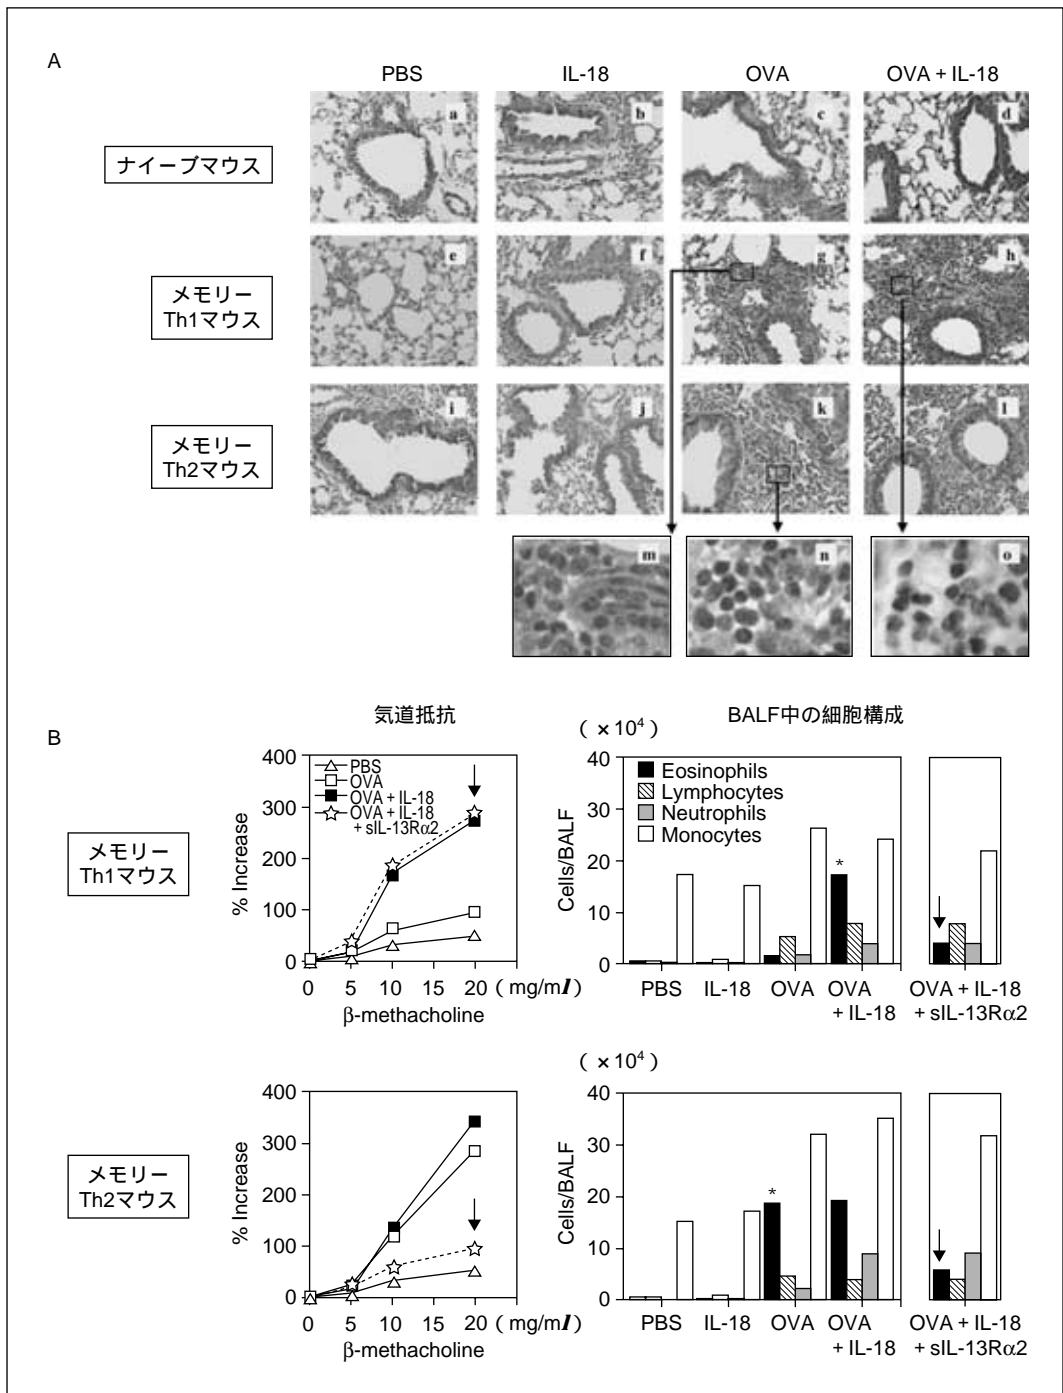 A
PBS IL-18 OVA OVA + IL-18
ナイーブマウス
a b c d
メモリー
Th1マウス
e f g h
メモリー
Th2マウス
i j k l
m n o
B
気道抵抗
BALF中の細胞構成
メモリー
Th1マウス
% Increase
400
300
200
100
0
PBS
OVA
OVA + IL-18
OVA + IL-18
+ sIL-13Rα2
0 5 10 15 20 (mg/ml)
β-methacholine
(×10⁴)
Cells/BALF
40
30
20
10
0
Eosinophils
Lymphocytes
Neutrophils
Monocytes
*
PBS IL-18 OVA OVA OVA + IL-18
+ IL-18 + sIL-13Rα2
メモリー
Th2マウス
% Increase
400
300
200
100
0
0 5 10 15 20 (mg/ml)
β-methacholine
(×10⁴)
Cells/BALF
40
30
20
10
0
*
PBS IL-18 OVA OVA OVA + IL-18
+ IL-18 + sIL-13Rα2